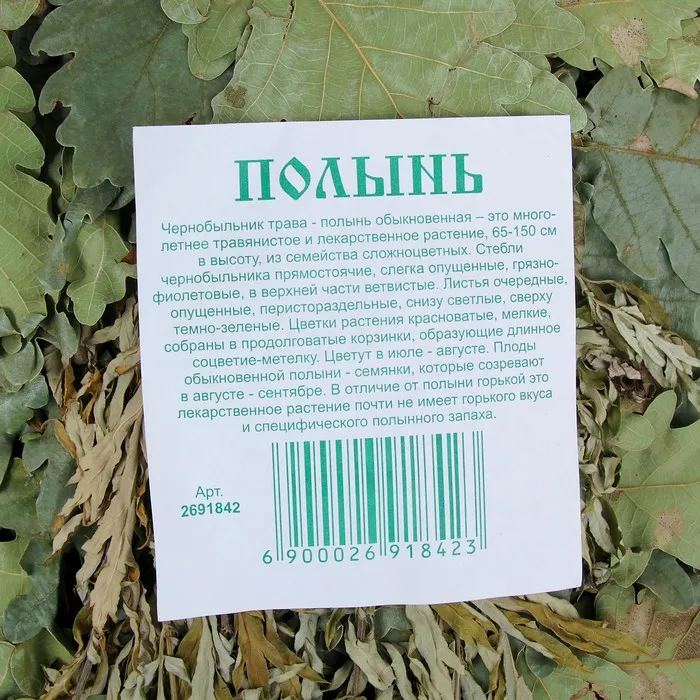 ПОЛЫНЬ
Чернобыльник трава - полынь обыкновенная – это много-
летнее травянистое и лекарственное растение, 65-150 см
в высоту, из семейства сложноцветных. Стебли
чернобыльника прямостоячие, слегка опущенные, грязно-
фиолетовые, в верхней части ветвистые. Листья очередные,
опущенные, перистораздельные, снизу светлые, сверху
темно-зеленые. Цветки растения красноватые, мелкие,
собраны в продолговатые корзинки, образующие длинное
соцветие-метелку. Цветут в июле - августе. Плоды
обыкновенной полыни - семянки, которые созревают
в августе - сентябре. В отличие от полыни горькой это
лекарственное растение почти не имеет горького вкуса
и специфического полынного запаха.
Арт.
2691842
6 900026 918423